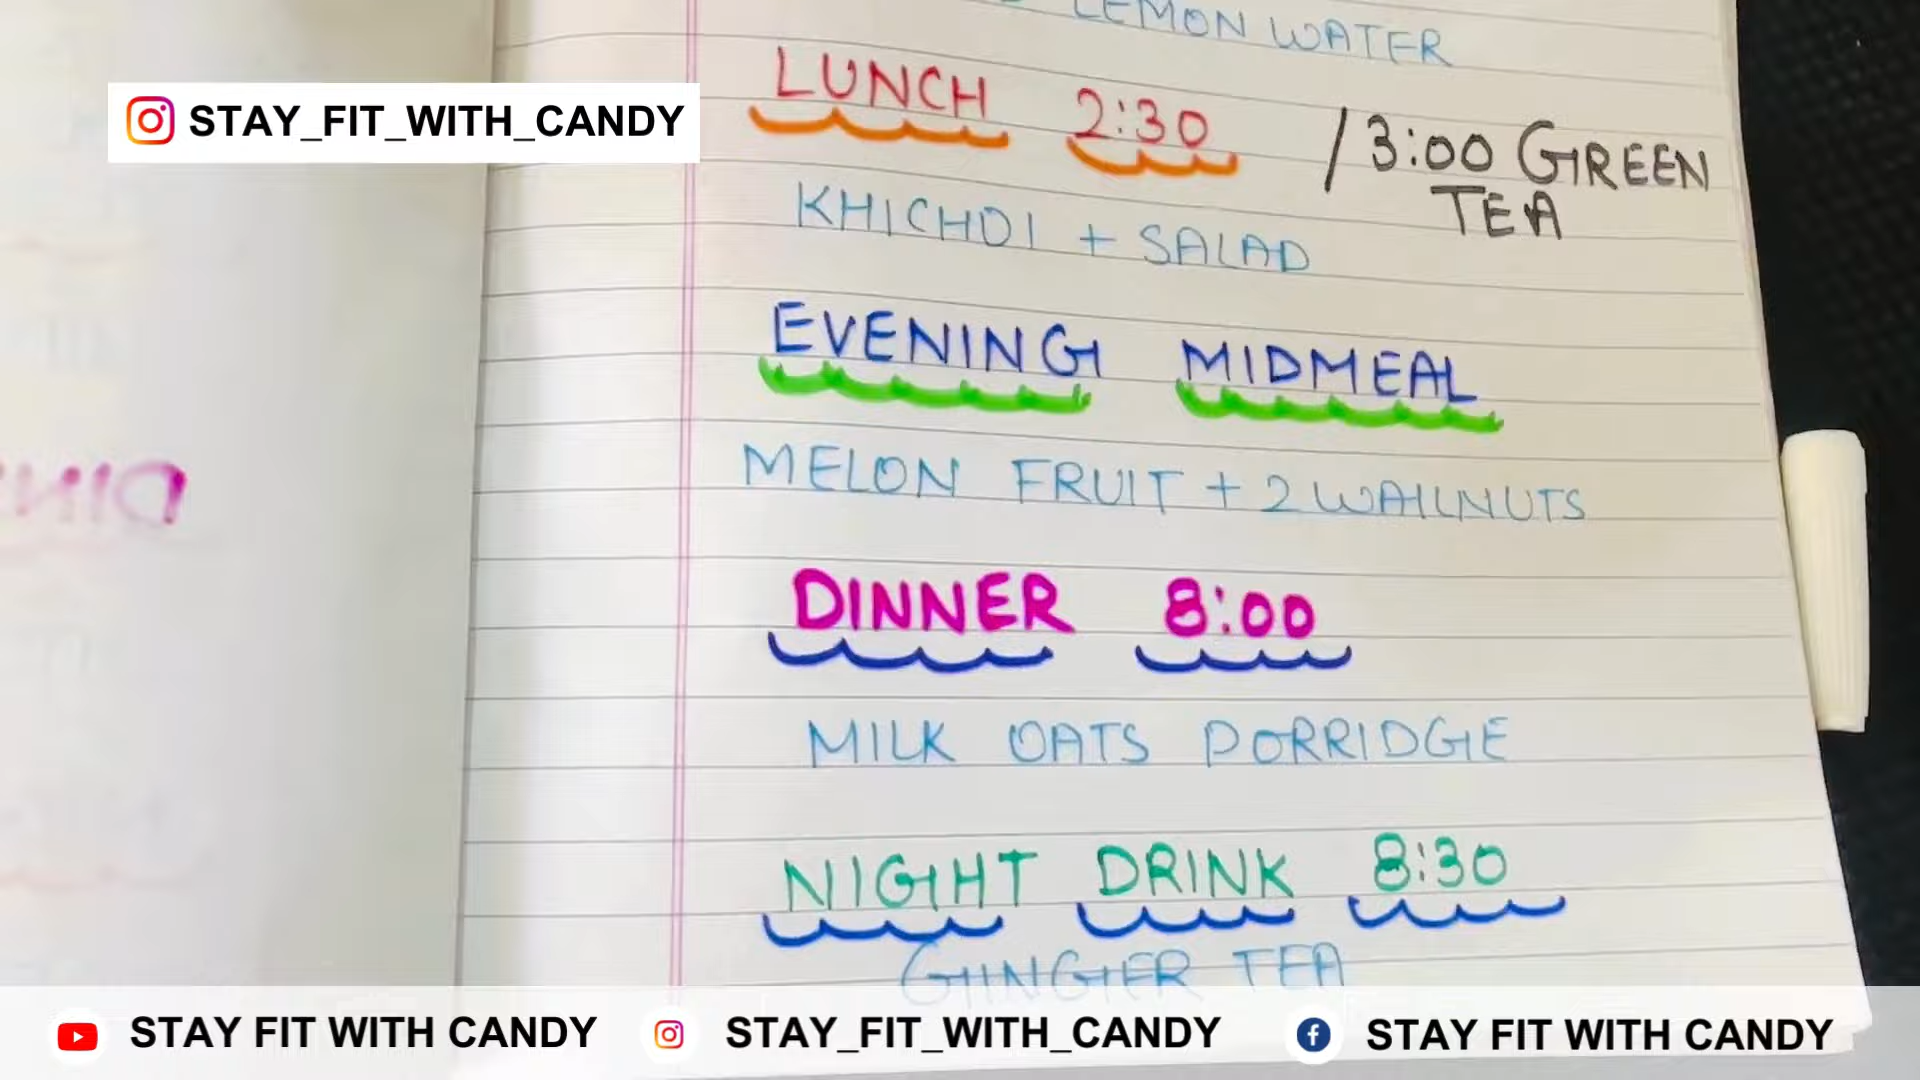 LEMON WATER
STAY_FIT_WITH_CANDY
LUNCH 2:30 / 3:00 GREEN
TEA
KHICHDI + SALAD
EVENING MIDMEAL
MELON FRUIT + 2 WALNUTS
DINNER 8:00
MILK OATS PORRIDGE
NIGHT DRINK 8:30
GINGER TEA
STAY FIT WITH CANDY STAY_FIT_WITH_CANDY STAY FIT WITH CANDY